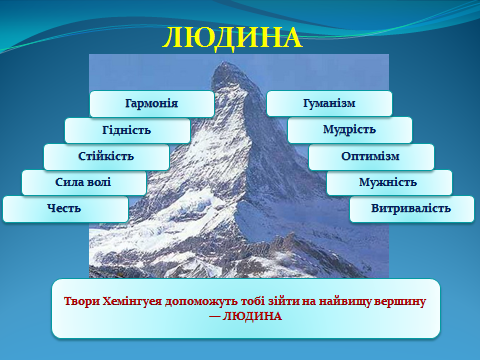 ЛЮДИНА
Гармонія
Гуманізм
Гідність
Мудрість
Стійкість
Оптимізм
Сила волі
Мужність
Честь
Витривалість
Твори Хемінгуея допоможуть тобі зійти на найвищу вершину
— ЛЮДИНА